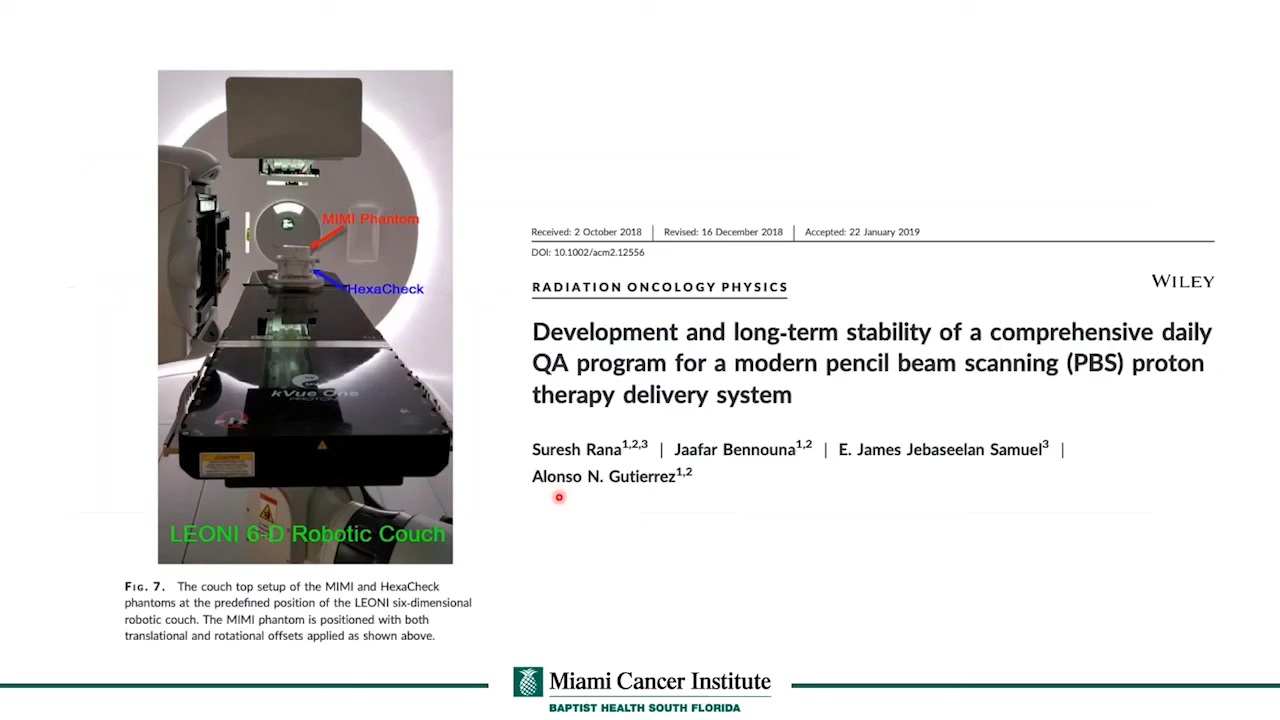 MIMI Phantom
HexaCheck
kVue One
PROTON
LEONI 6-D Robotic Couch
FIG. 7. The couch top setup of the MIMI and HexaCheck
phantoms at the predefined position of the LEONI six-dimensional
robotic couch. The MIMI phantom is positioned with both
translational and rotational offsets applied as shown above.
Received: 2 October 2018 | Revised: 16 December 2018 | Accepted: 22 January 2019
DOI: 10.1002/acm2.12556
WILEY
RADIATION ONCOLOGY PHYSICS
Development and long-term stability of a comprehensive daily
QA program for a modern pencil beam scanning (PBS) proton
therapy delivery system
Suresh Rana1,2,3 | Jaafar Bennouna1,2 | E. James Jebaseelan Samuel3 |
Alonso N. Gutierrez1,2
Miami Cancer Institute
BAPTIST HEALTH SOUTH FLORIDA